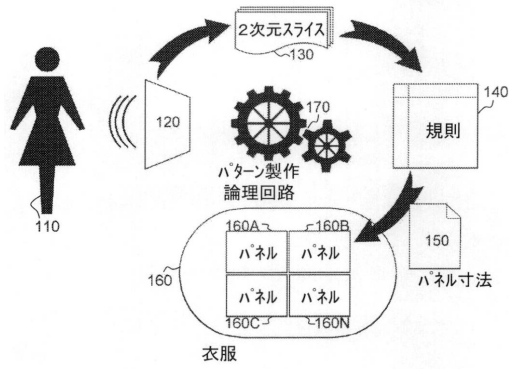 2次元スライス
130
120
140
規則
170
パターン製作
論理回路
110
160A
160B
パネル
パネル
150
160
パネル
パネル
パネル寸法
160C
160N
衣服